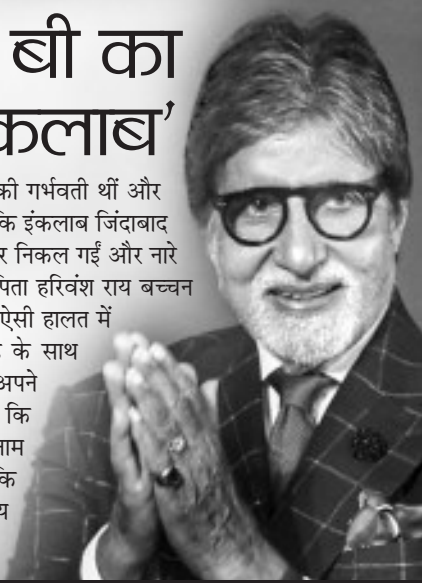 बी का
कलाब’
की गर्भवती थीं और
कि इंकलाब जिंदाबाद
र निकल गईं और नारे
पिता हरिवंश राय बच्चन
ऐसी हालत में
के साथ
अपने
कि
नाम
कि
य